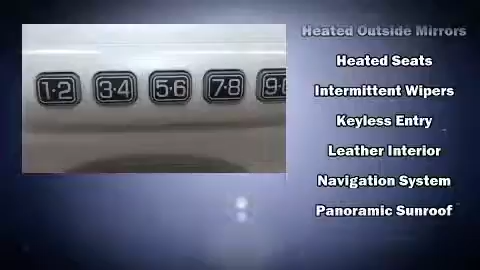 Heated Outside Mirrors
Heated Seats
Intermittent Wipers
Keyless Entry
Leather Interior
Navigation System
Panoramic Sunroof
1·2 3·4 5·6 7·8 9·